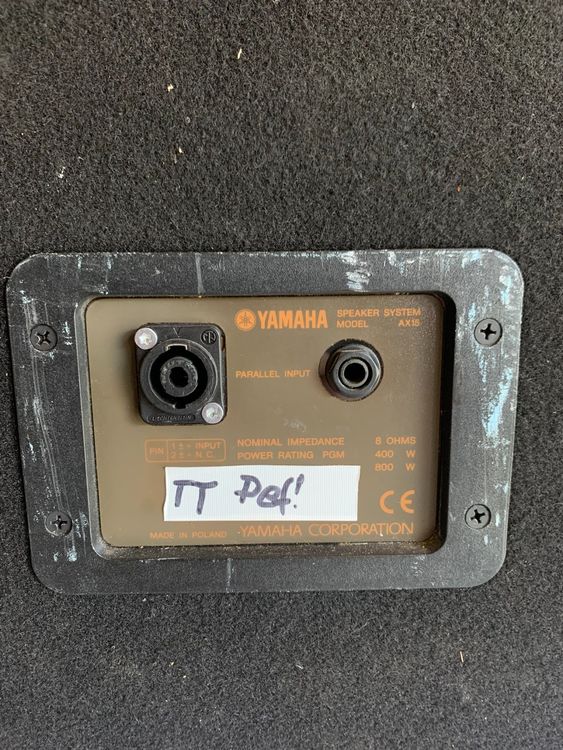 YAMAHA SPEAKER SYSTEM
MODEL AX15
PARALLEL INPUT
PIN 1 ± = INPUT
2 ± = N.C.
NOMINAL IMPEDANCE 8 OHMS
POWER RATING PGM 400 W
800 W
TT Def!
CE
MADE IN POLAND YAMAHA CORPORATION